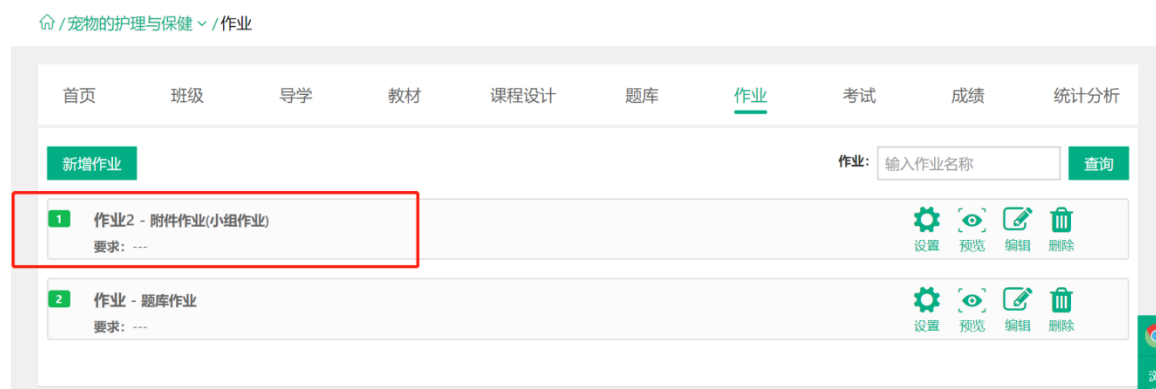 /宠物的护理与保健 /作业
首页 班级 导学 教材 课程设计 题库 作业 考试 成绩 统计分析
新增作业 作业: 输入作业名称 查询
1 作业2 - 附件作业(小组作业)
要求: ---
设置 预览 编辑 删除
2 作业 - 题库作业
要求: ---
设置 预览 编辑 删除